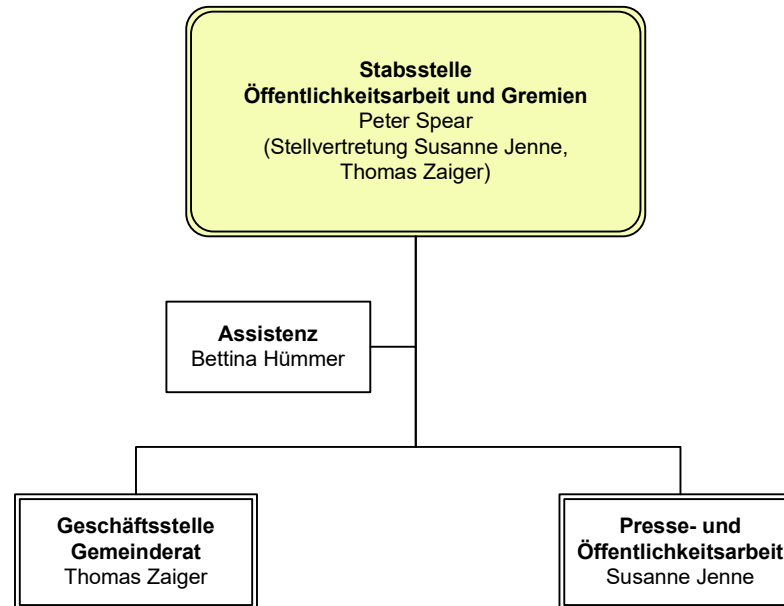 Stabsstelle
Öffentlichkeitsarbeit und Gremien
Peter Spear
(Stellvertretung Susanne Jenne,
Thomas Zaiger)
Assistenz
Bettina Hümmer
Geschäftsstelle
Gemeinderat
Thomas Zaiger
Presse- und
Öffentlichkeitsarbeit
Susanne Jenne